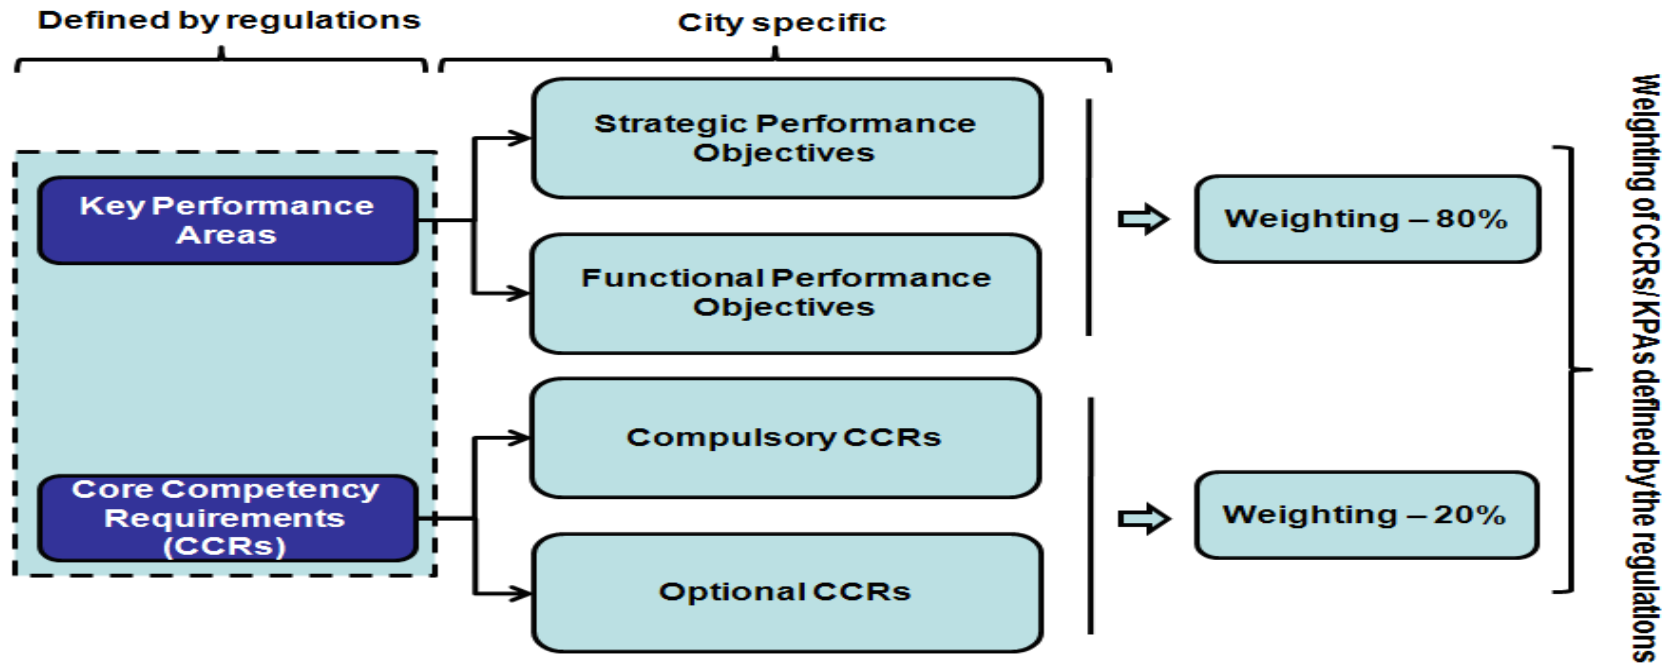 Defined by regulations
City specific
Key Performance
Areas
Strategic Performance
Objectives
Functional Performance
Objectives
Weighting – 80%
Core Competency
Requirements
(CCRs)
Compulsory CCRs
Optional CCRs
Weighting – 20%
Weighting of CCRs/ KPAs defined by the regulations